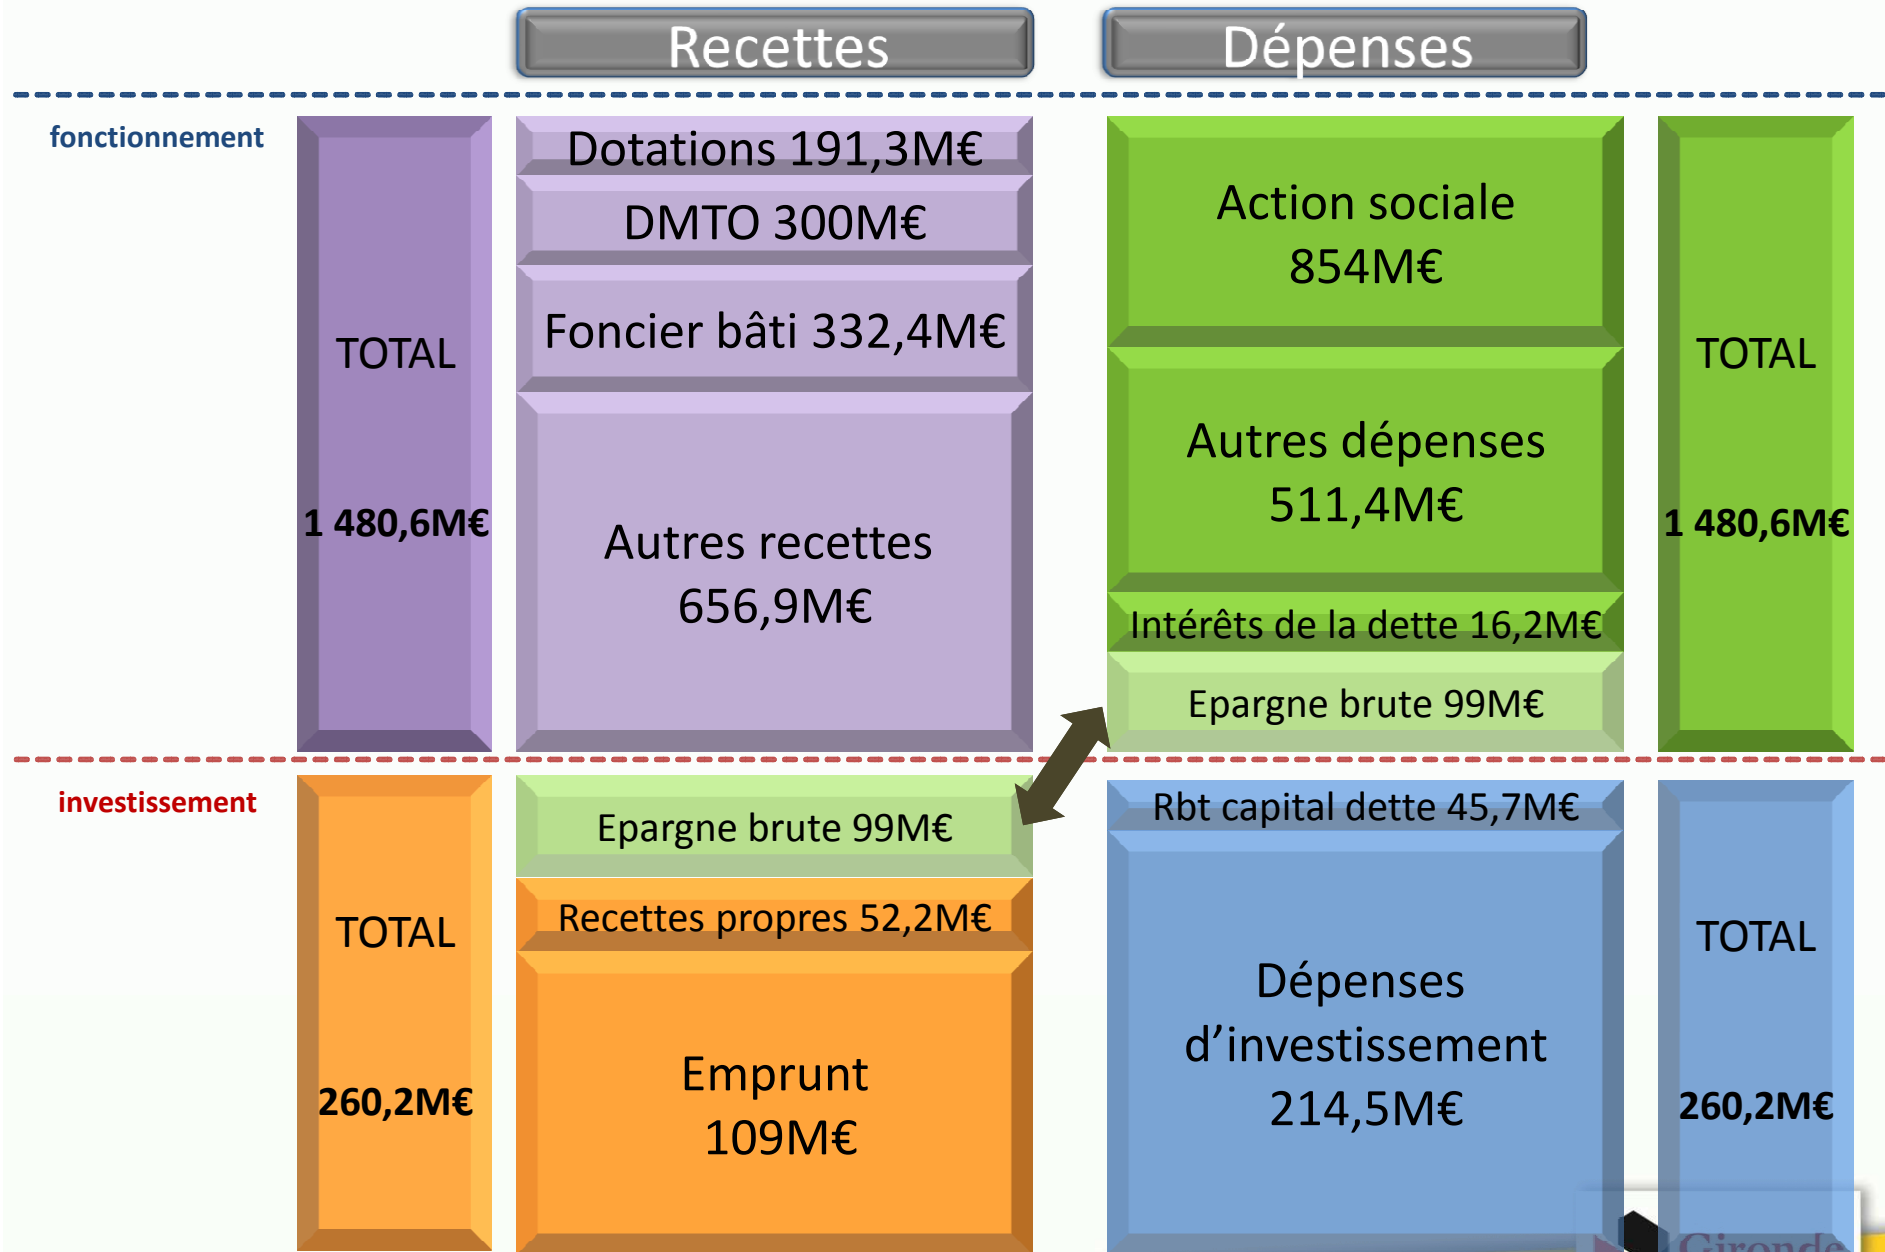 Recettes
Dépenses
fonctionnement
TOTAL
1 480,6M€
Dotations 191,3M€
DMTO 300M€
Foncier bâti 332,4M€
Autres recettes
656,9M€
Action sociale
854M€
Autres dépenses
511,4M€
Intérêts de la dette 16,2M€
Epargne brute 99M€
TOTAL
1 480,6M€
investissement
TOTAL
260,2M€
Epargne brute 99M€
Recettes propres 52,2M€
Emprunt
109M€
Rbt capital dette 45,7M€
Dépenses
d’investissement
214,5M€
TOTAL
260,2M€
Gironde